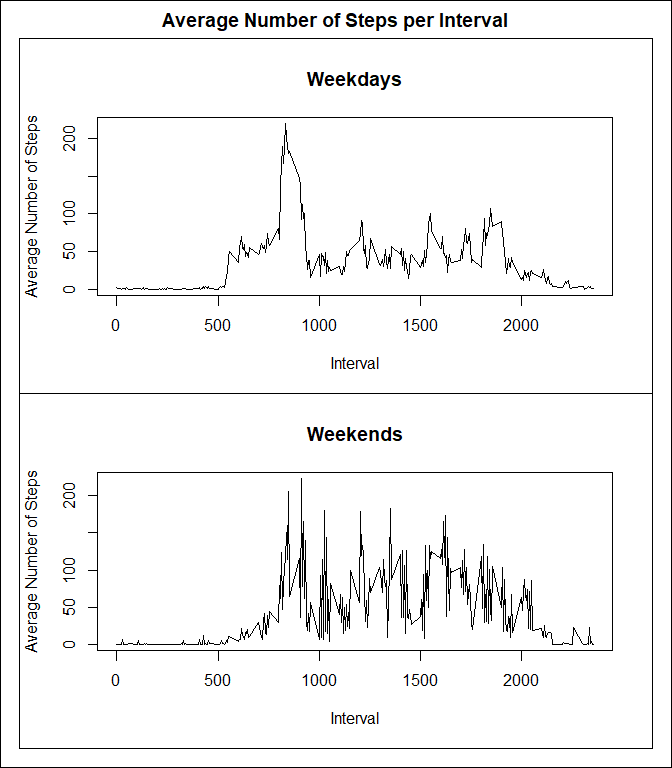 Average Number of Steps per Interval
Weekdays
Average Number of Steps
200
100
50
0
0 500 1000 1500 2000
Interval
Weekends
Average Number of Steps
200
100
50
0
0 500 1000 1500 2000
Interval